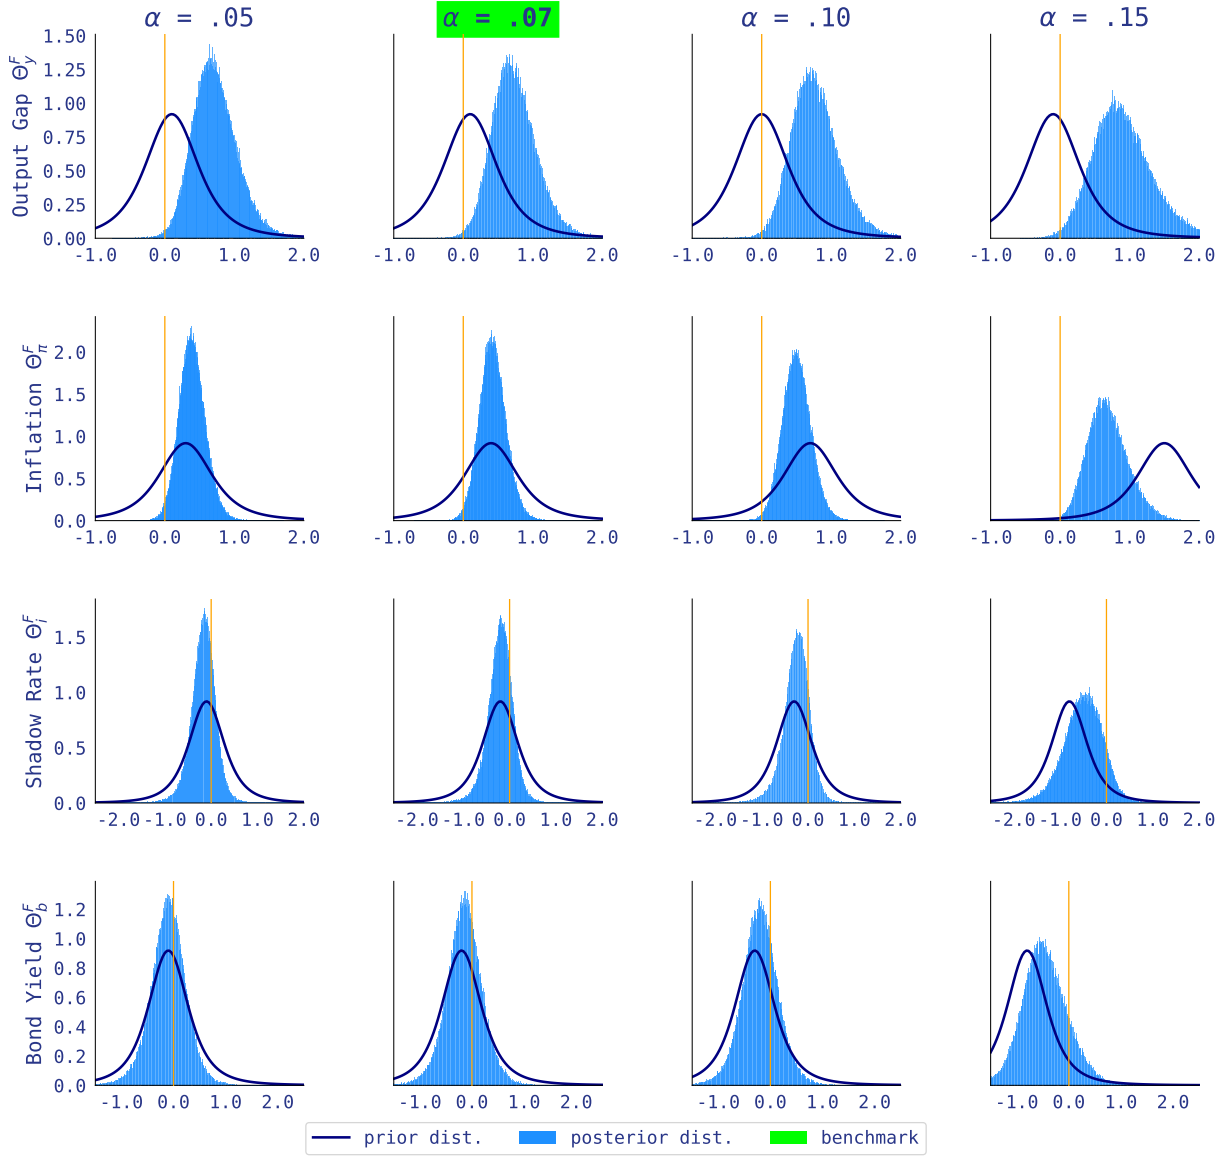 α = .05 α = .07 α = .10 α = .15
Output Gap Θ_y^F
1.50
1.25
1.00
0.75
0.50
0.25
0.00
-1.0 0.0 1.0 2.0 -1.0 0.0 1.0 2.0 -1.0 0.0 1.0 2.0 -1.0 0.0 1.0 2.0
Inflation Θ_π^F
2.0
1.5
1.0
0.5
0.0
-1.0 0.0 1.0 2.0 -1.0 0.0 1.0 2.0 -1.0 0.0 1.0 2.0 -1.0 0.0 1.0 2.0
Shadow Rate Θ_i^F
1.5
1.0
0.5
0.0
-2.0 -1.0 0.0 1.0 2.0 -2.0 -1.0 0.0 1.0 2.0 -2.0 -1.0 0.0 1.0 2.0 -2.0 -1.0 0.0 1.0 2.0
Bond Yield Θ_b^F
1.2
1.0
0.8
0.6
0.4
0.2
0.0
-1.0 0.0 1.0 2.0 -1.0 0.0 1.0 2.0 -1.0 0.0 1.0 2.0 -1.0 0.0 1.0 2.0
prior dist. posterior dist. benchmark